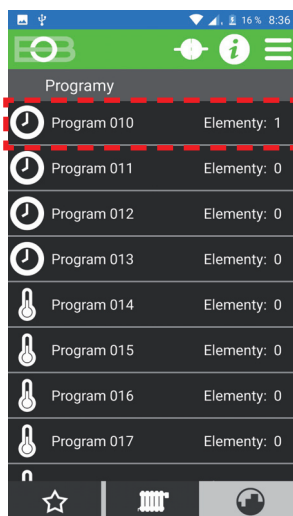 16% 8:36
EOB
Programy
Program 010 Elementy: 1
Program 011 Elementy: 0
Program 012 Elementy: 0
Program 013 Elementy: 0
Program 014 Elementy: 0
Program 015 Elementy: 0
Program 016 Elementy: 0
Program 017 Elementy: 0